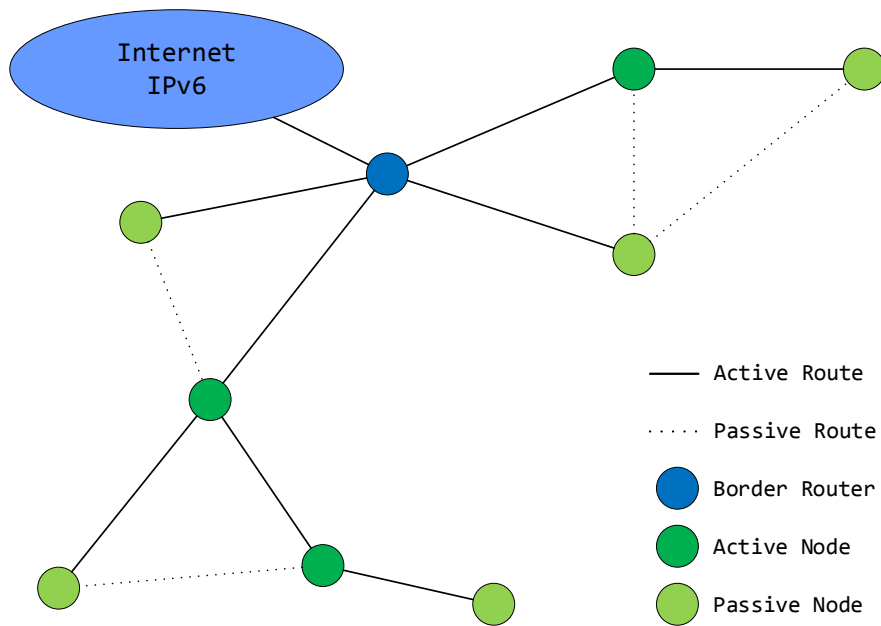 Internet
IPv6
Active Route
Passive Route
Border Router
Active Node
Passive Node